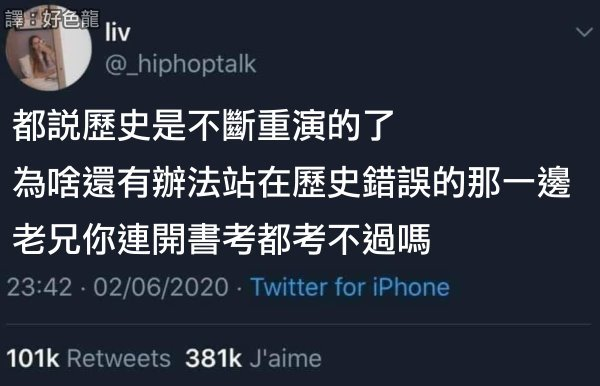 譯：好色龍
liv
@_hiphoptalk
都説歷史是不斷重演的了
為啥還有辦法站在歷史錯誤的那一邊
老兄你連開書考都考不過嗎
23:42 · 02/06/2020 · Twitter for iPhone
101k Retweets 381k J'aime